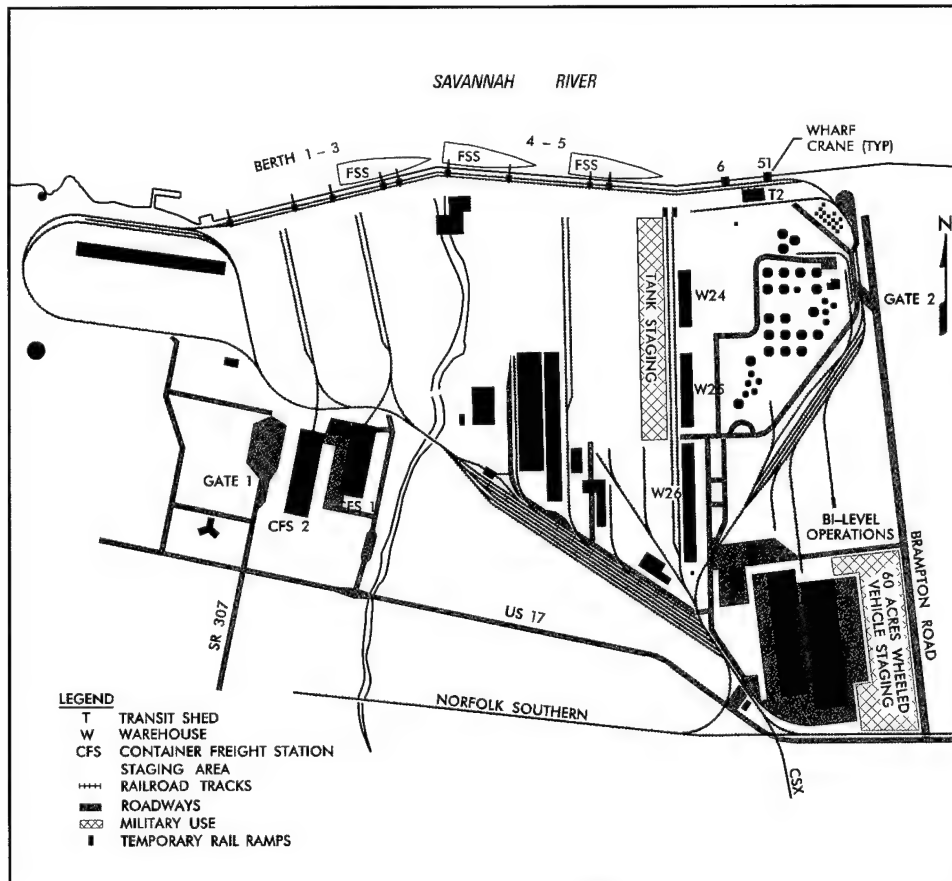 SAVANNAH RIVER
BERTH 1 – 3
4 – 5
FSS
FSS
FSS
6
51
WHARF
CRANE (TYP)
T2
N
TANK STAGING
W24
GATE 2
W25
W26
GATE 1
CFS 2
CFS 1
BI–LEVEL
OPERATIONS
BRAMPTON ROAD
60 ACRES WHEELED
VEHICLE STAGING
US 17
SR 307
NORFOLK SOUTHERN
CSX
LEGEND
T TRANSIT SHED
W WAREHOUSE
CFS CONTAINER FREIGHT STATION
STAGING AREA
RAILROAD TRACKS
ROADWAYS
MILITARY USE
TEMPORARY RAIL RAMPS